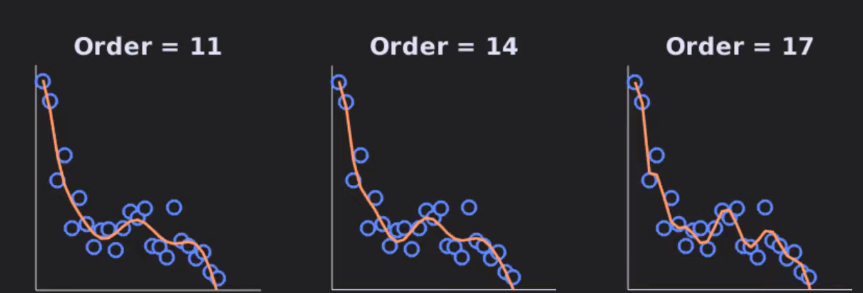 Order = 11
Order = 14
Order = 17